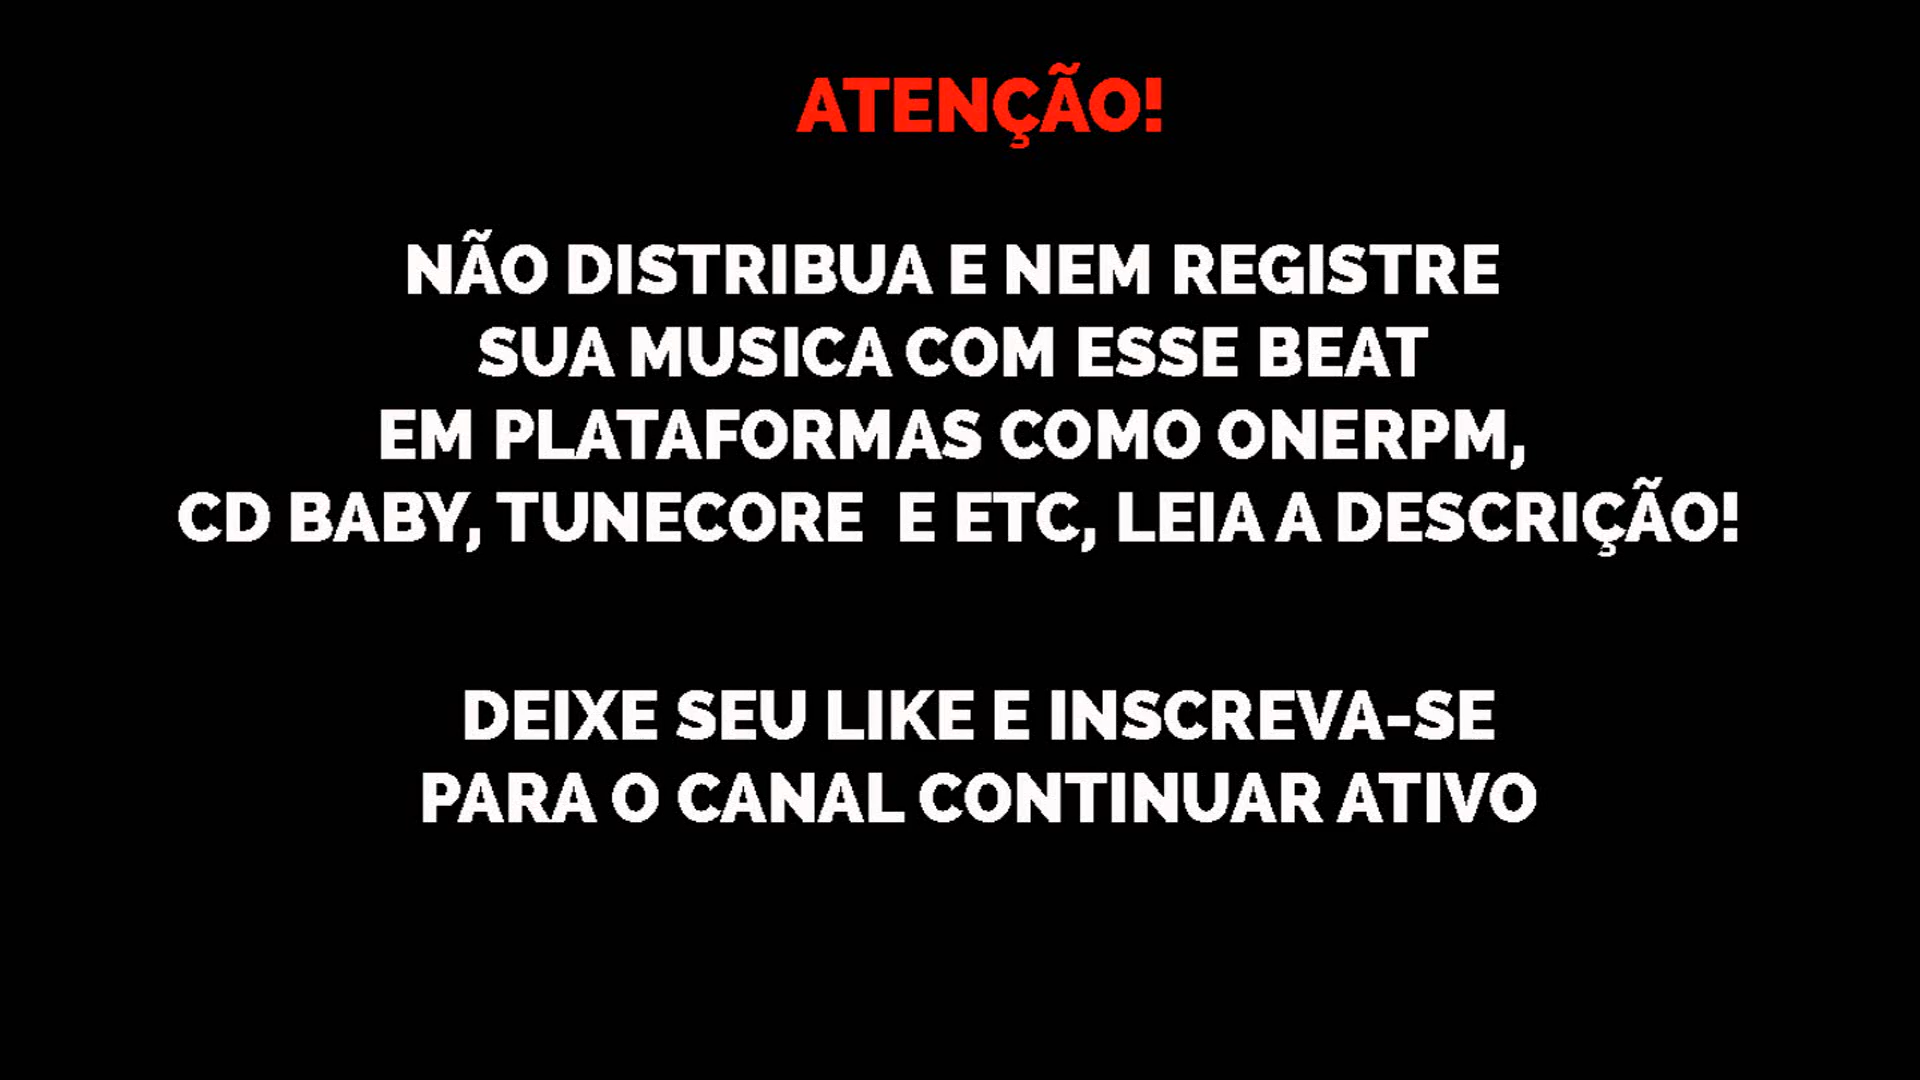 ATENÇÃO!
NÃO DISTRIBUA E NEM REGISTRE
SUA MUSICA COM ESSE BEAT
EM PLATAFORMAS COMO ONERPM,
CD BABY, TUNECORE E ETC, LEIA A DESCRIÇÃO!
DEIXE SEU LIKE E INSCREVA-SE
PARA O CANAL CONTINUAR ATIVO